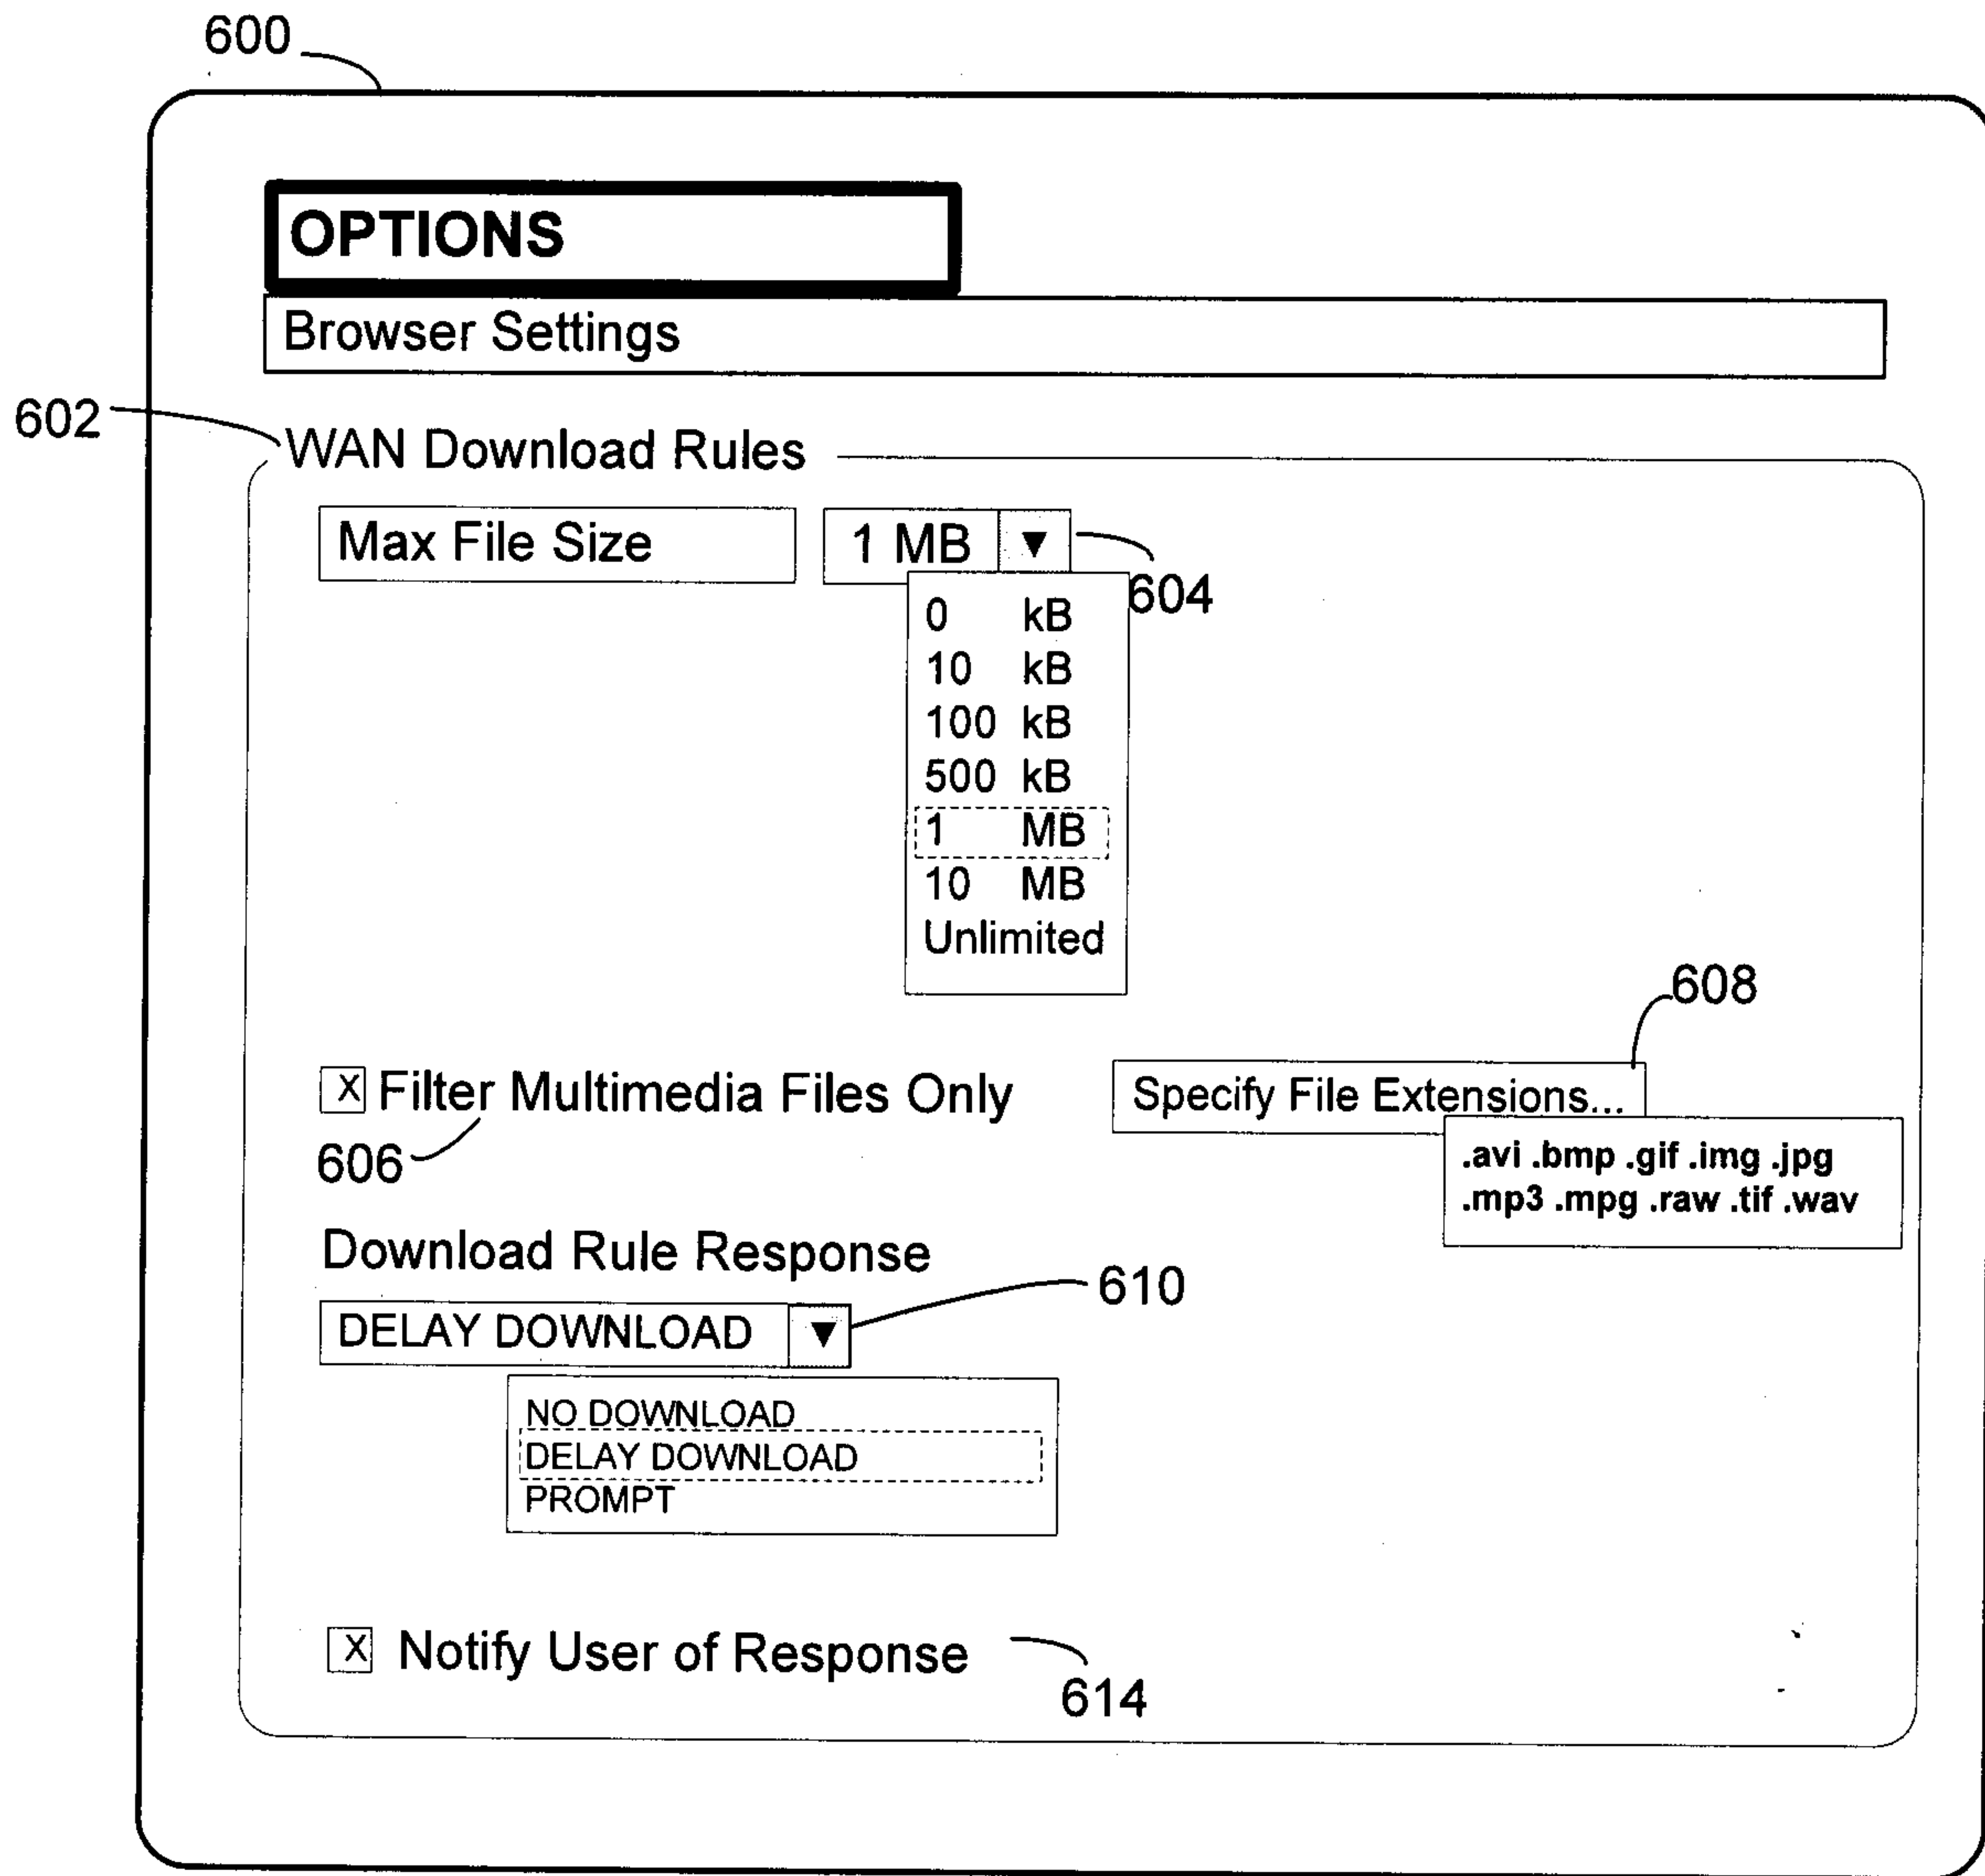 600
OPTIONS
Browser Settings
602
WAN Download Rules
Max File Size
1 MB ▼
604
0 kB
10 kB
100 kB
500 kB
1 MB
10 MB
Unlimited
608
X Filter Multimedia Files Only
Specify File Extensions...
606
.avi .bmp .gif .img .jpg
.mp3 .mpg .raw .tif .wav
Download Rule Response
610
DELAY DOWNLOAD ▼
NO DOWNLOAD
DELAY DOWNLOAD
PROMPT
X Notify User of Response
614